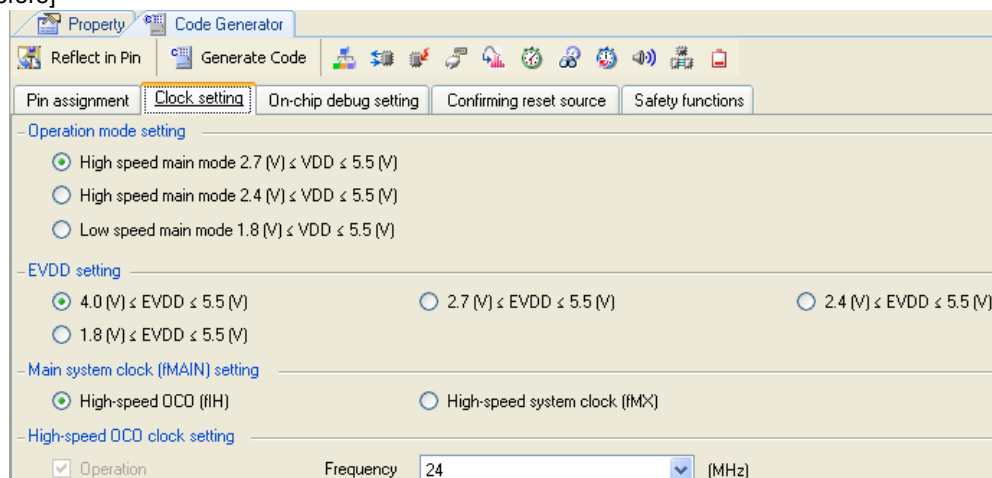 Property Code Generator
Reflect in Pin Generate Code
Pin assignment Clock setting On-chip debug setting Confirming reset source Safety functions
Operation mode setting
High speed main mode 2.7 (V) ≤ VDD ≤ 5.5 (V)
High speed main mode 2.4 (V) ≤ VDD ≤ 5.5 (V)
Low speed main mode 1.8 (V) ≤ VDD ≤ 5.5 (V)
EVDD setting
4.0 (V) ≤ EVDD ≤ 5.5 (V) 2.7 (V) ≤ EVDD ≤ 5.5 (V) 2.4 (V) ≤ EVDD ≤ 5.5 (V)
1.8 (V) ≤ EVDD ≤ 5.5 (V)
Main system clock (fMAIN) setting
High-speed OCO (fIH) High-speed system clock (fMX)
High-speed OCO clock setting
Operation Frequency 24 (MHz)